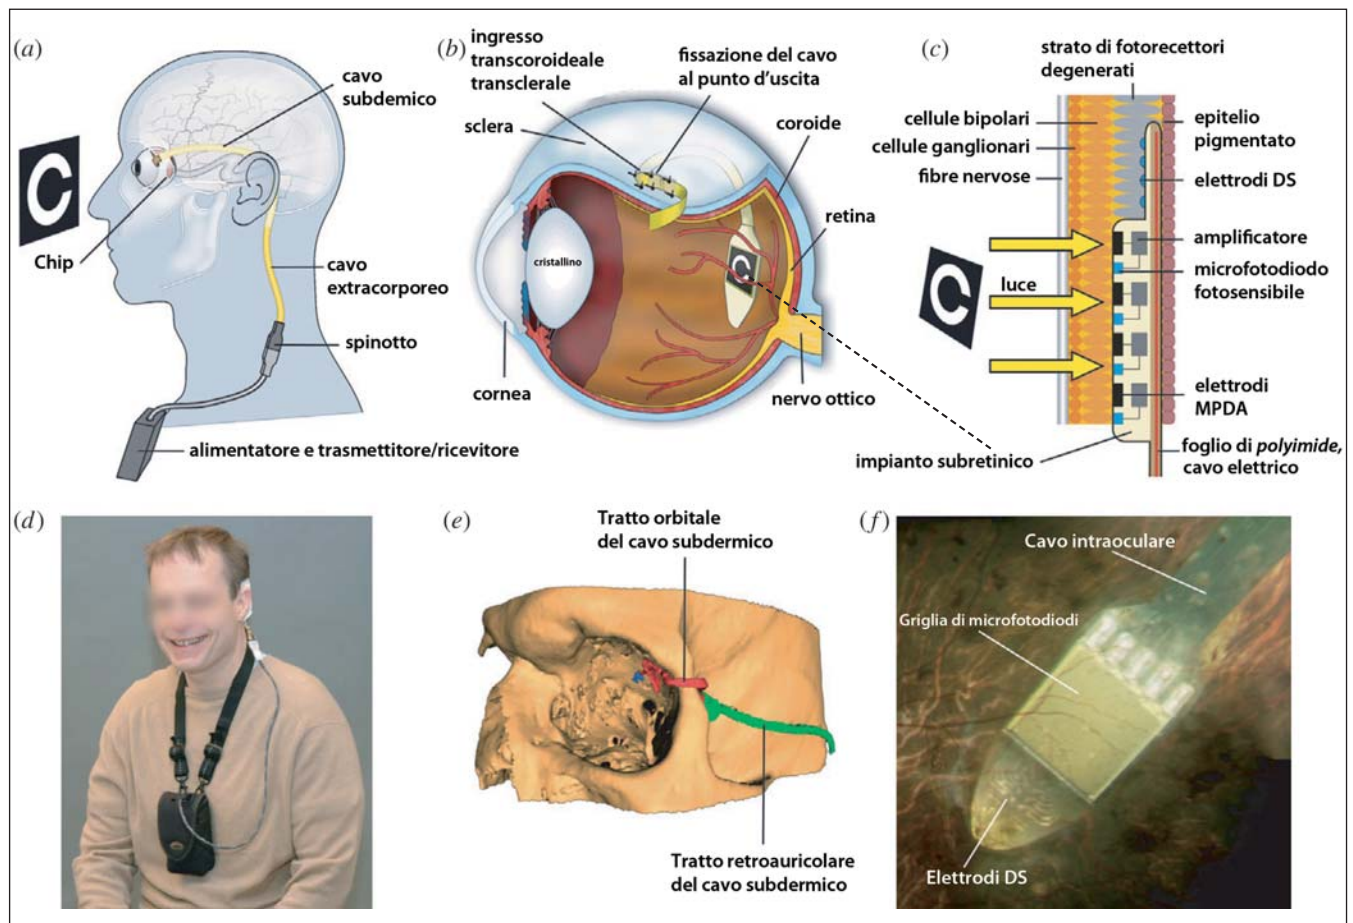 (a)
cavo
subdemico
C
Chip
cavo
extracorporeo
spinotto
alimentatore e trasmettitore/ricevitore
(b)
ingresso
transcoroideale
transclerale
fissazione del cavo
al punto d'uscita
sclera
coroide
retina
cristallino
C
cornea
nervo ottico
(c)
strato di fotorecettori
degenerati
cellule bipolari
cellule ganglionari
fibre nervose
epitelio
pigmentato
elettrodi DS
amplificatore
microfotodiodo
fotosensibile
C
luce
elettrodi
MPDA
impianto subretinico
foglio di polyimide,
cavo elettrico
(d)
(e)
Tratto orbitale
del cavo subdermico
Tratto retroauricolare
del cavo subdermico
(f)
Cavo intraoculare
Griglia di microfotodiodi
Elettrodi DS